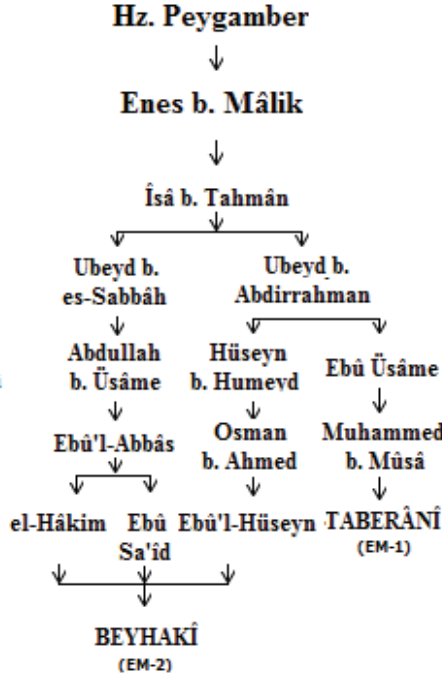 Hz. Peygamber
Enes b. Mâlik
Îsâ b. Tahmân
Ubeyd b.
es-Sabbâh
Ubeyd b.
Abdirrahman
Abdullah
b. Üsâme
Hüseyn
b. Humeyd
Ebû Üsâme
Ebû'l-Abbâs
Osman
b. Ahmed
Muhammed
b. Mûsâ
el-Hâkim
Ebû
Sa'îd
Ebû'l-Hüseyn
TABERÂNÎ
(EM-1)
BEYHAKÎ
(EM-2)